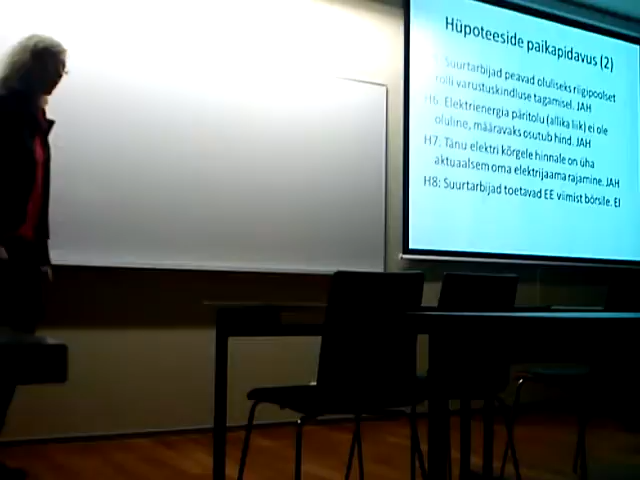 Hüpoteeside paikapidavus (2)
Suurtarbijad peavad oluliseks riigipoolset
rolli varustuskindluse tagamisel. JAH
Elektrienergia päritolu (allika liik) ei ole
oluline, määravaks osutub hind. JAH
H7. Tänu elektri kõrgele hinnale on üha
aktuaalsem oma elektrijaama rajamine. JAH
H8: Suurtarbijad toetavad EE viimist börsile. EI